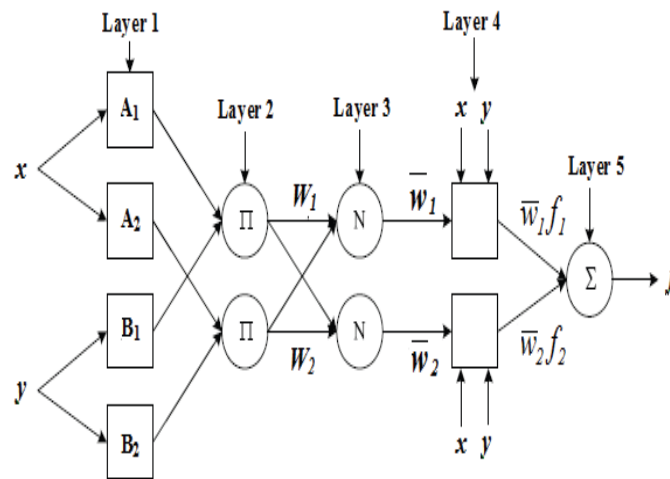 Layer 1
Layer 4
A₁
x y
Layer 2
Layer 3
Layer 5
x
A₂
Π
W₁
N
w̅₁
w̅₁f₁
Σ
f
B₁
Π
W₂
N
w̅₂
w̅₂f₂
y
B₂
x y